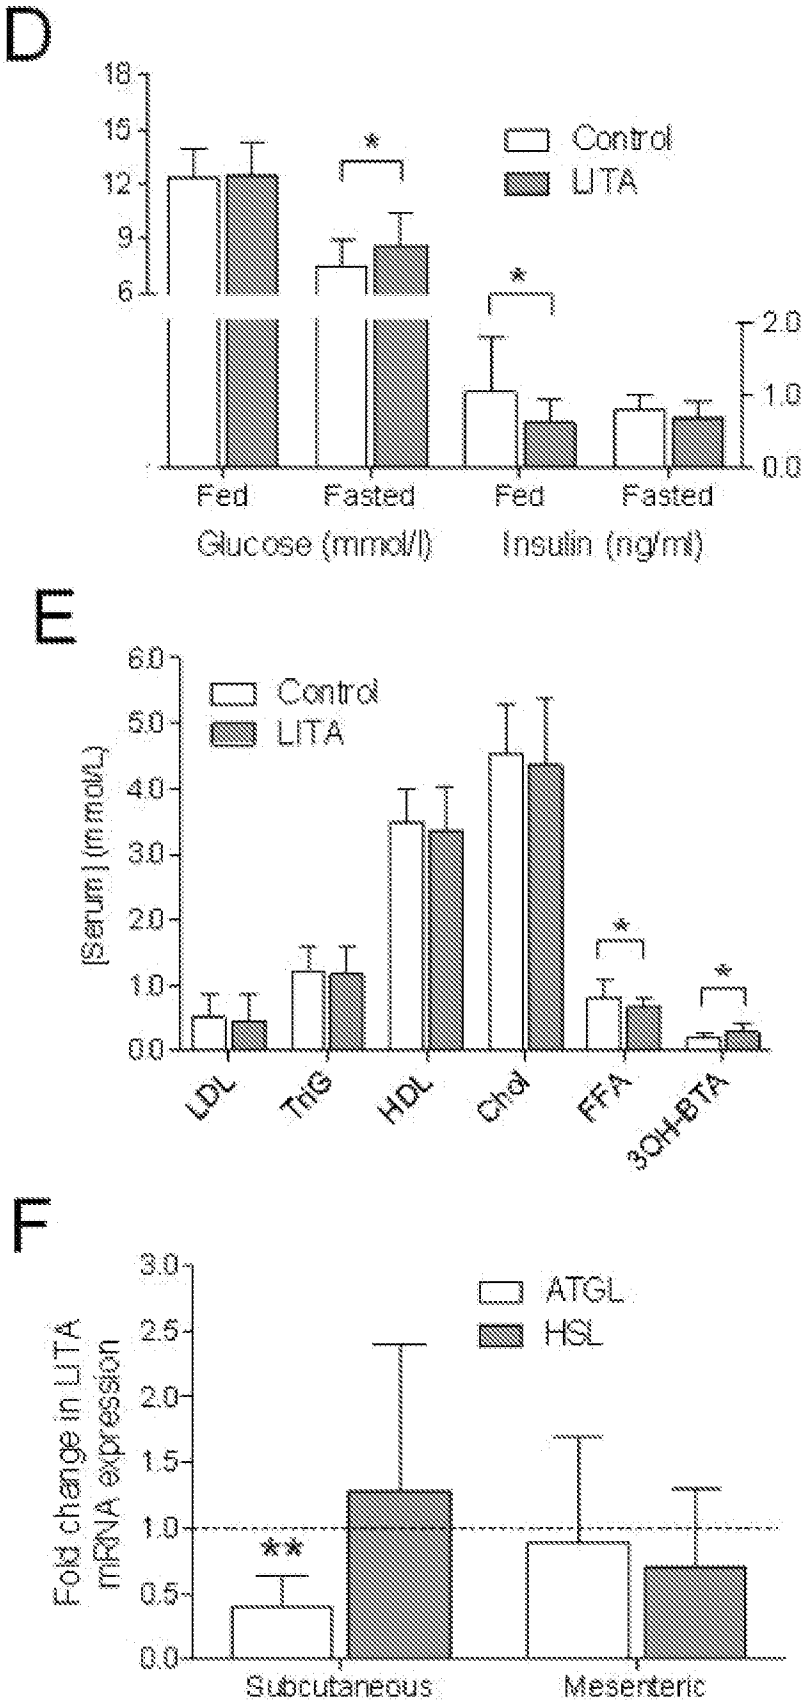 D
18
15
12
9
6
*
Control
LITA
*
2.0
1.0
0.0
Fed Fasted Fed Fasted
Glucose (mmol/l) Insulin (ng/ml)
E
6.0
5.0
4.0
3.0
2.0
1.0
0.0
[Serum] (mmol/L)
Control
LITA
*
*
LDL TriG HDL Chol FFA 3OH-BTA
F
3.0
2.5
2.0
1.5
1.0
0.5
0.0
Fold change in LITA
mRNA expression
ATGL
HSL
**
Subcutaneous Mesenteric